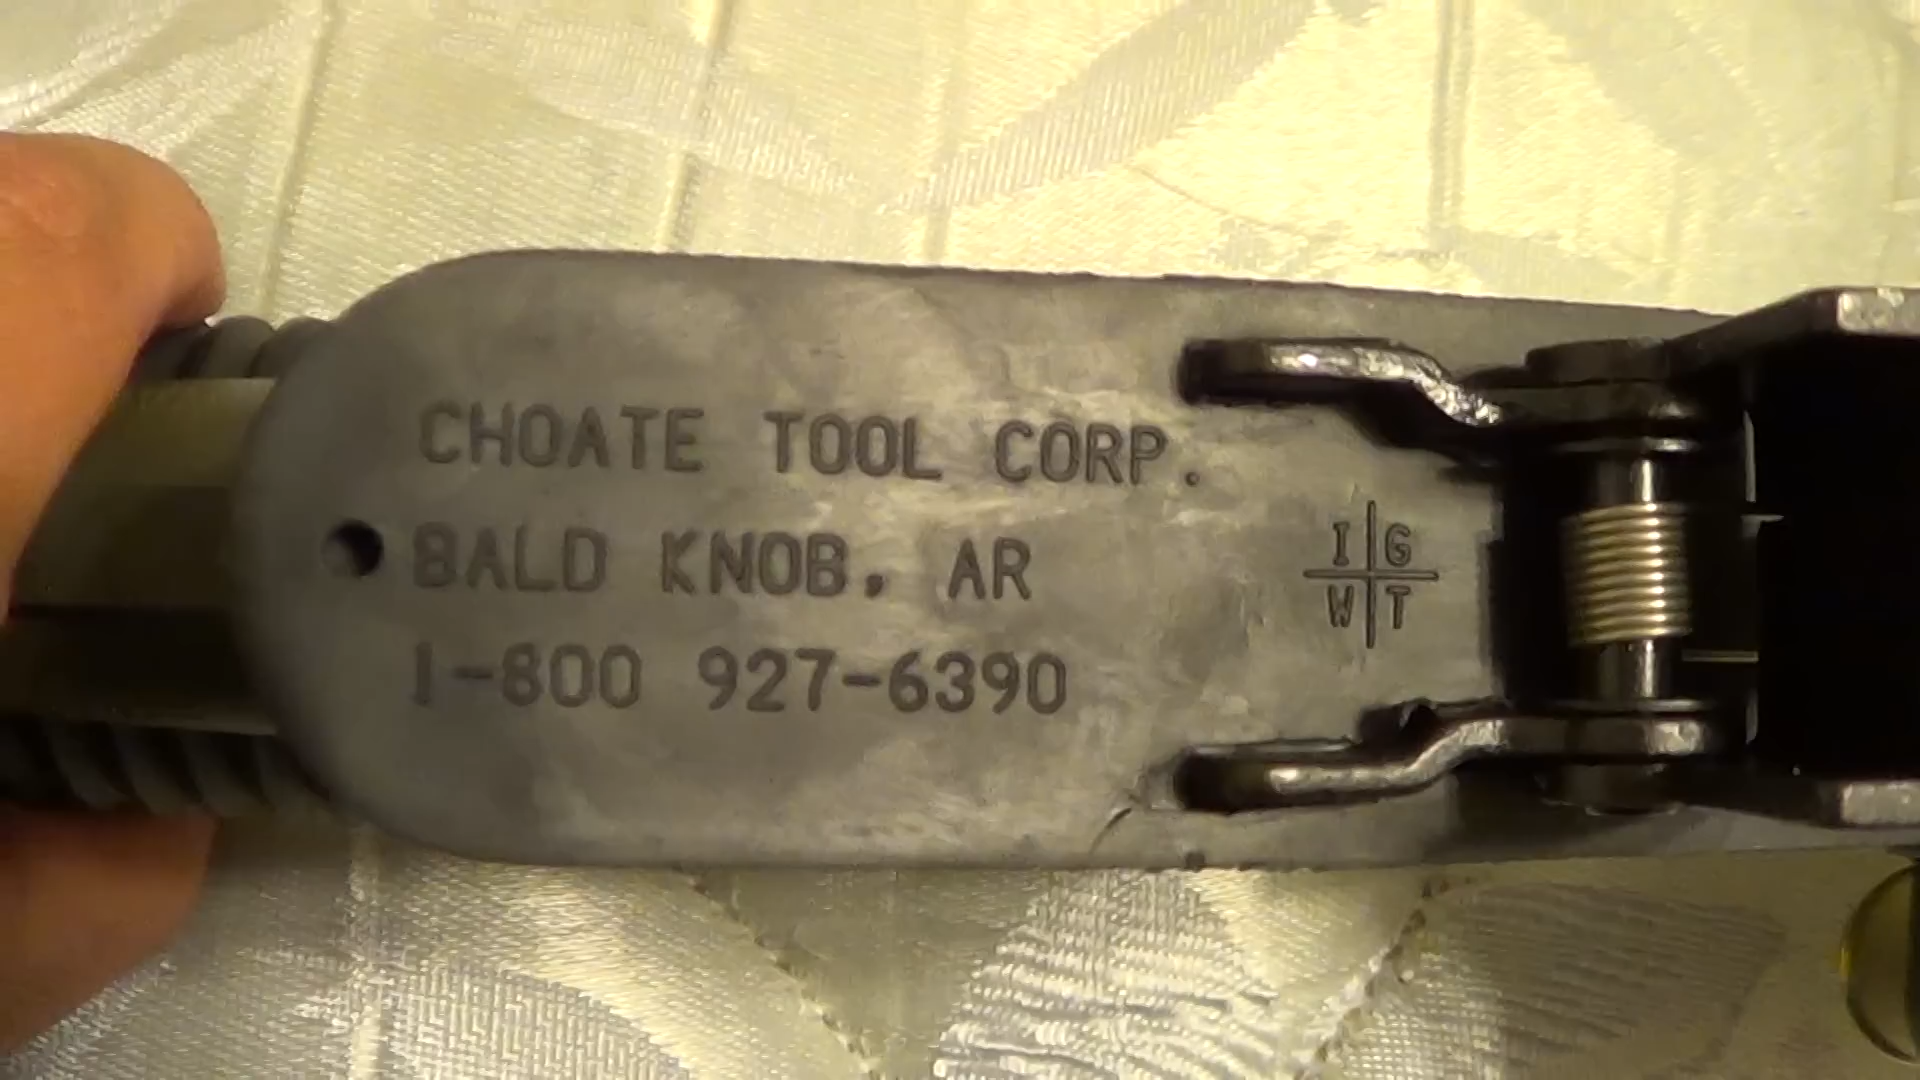 CHOATE TOOL CORP.
BALD KNOB, AR
1-800 927-6390
I G
W T